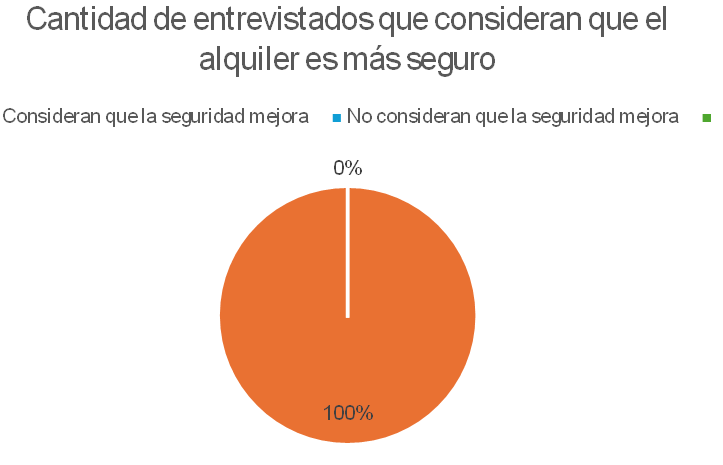 Cantidad de entrevistados que consideran que el
alquiler es más seguro
Consideran que la seguridad mejora No consideran que la seguridad mejora
0%
100%